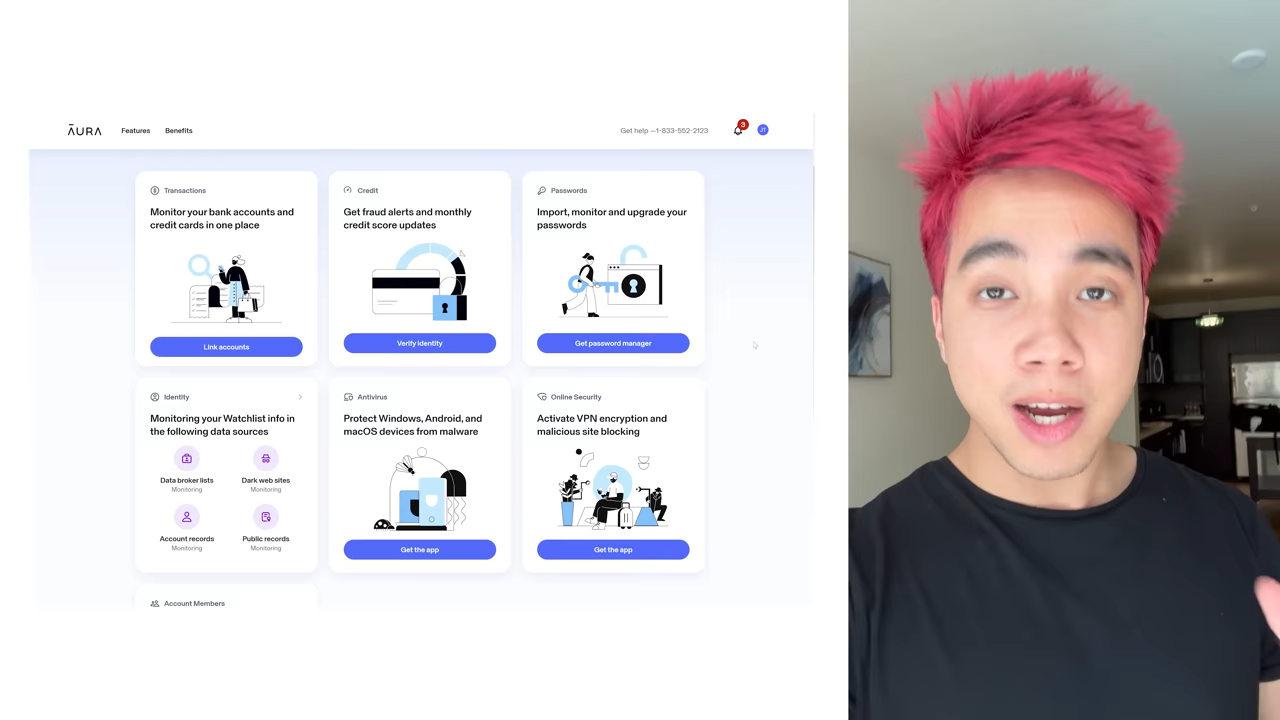 ĀURA
Features
Benefits
Get help —1-833-552-2123
3
JT
Transactions
Monitor your bank accounts and
credit cards in one place
Link accounts
Credit
Get fraud alerts and monthly
credit score updates
Verify identity
Passwords
Import, monitor and upgrade your
passwords
Get password manager
Identity
Monitoring your Watchlist info in
the following data sources
Data broker lists
Monitoring
Dark web sites
Monitoring
Account records
Monitoring
Public records
Monitoring
Antivirus
Protect Windows, Android, and
macOS devices from malware
Get the app
Online Security
Activate VPN encryption and
malicious site blocking
Get the app
Account Members